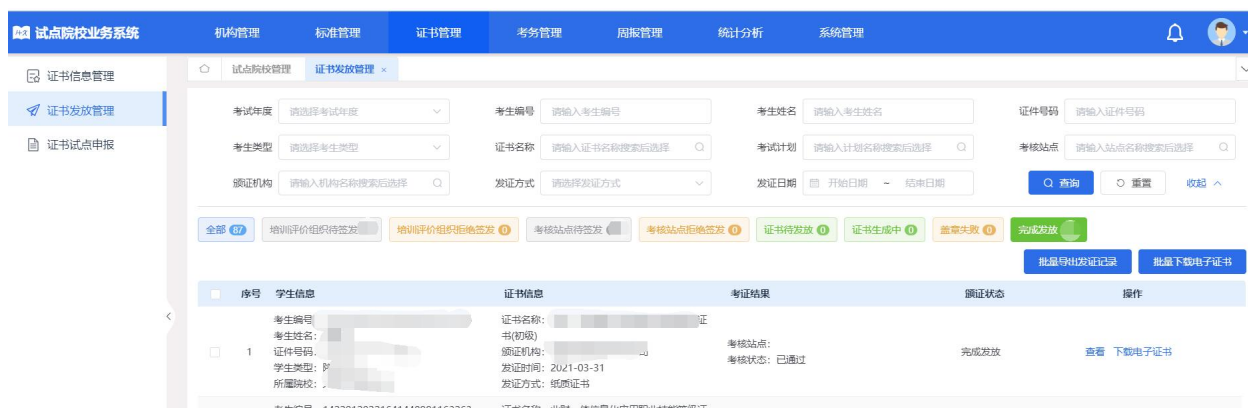 试点院校业务系统
机构管理 标准管理 证书管理 考务管理 周报管理 统计分析 系统管理
证书信息管理
证书发放管理
证书试点申报
试点院校管理 证书发放管理 ×
考试年度 请选择考试年度 考生编号 请输入考生编号 考生姓名 请输入考生姓名 证件号码 请输入证件号码
考生类型 请选择考生类型 证书名称 请输入证书名称搜索后选择 考试计划 请输入计划名称搜索后选择 考核站点 请输入站点名称搜索后选择
颁证机构 请输入机构名称搜索后选择 发证方式 请选择发证方式 发证日期 开始日期 ~ 结束日期 查询 重置 收起
全部 87 培训评价组织待签发 培训评价组织拒绝签发 0 考核站点待签发 考核站点拒绝签发 0 证书待发放 0 证书生成中 0 盖章失败 0 完成发放
批量导出发证记录 批量下载电子证书
序号 学生信息 证书信息 考证结果 颁证状态 操作
1
考生编号
考生姓名:
证件号码:
学生类型:
所属院校:
证书名称: 证
书(初级)
颁证机构:
发证时间: 2021-03-31
发证方式: 纸质证书
考核站点:
考核状态: 已通过
完成发放
查看 下载电子证书